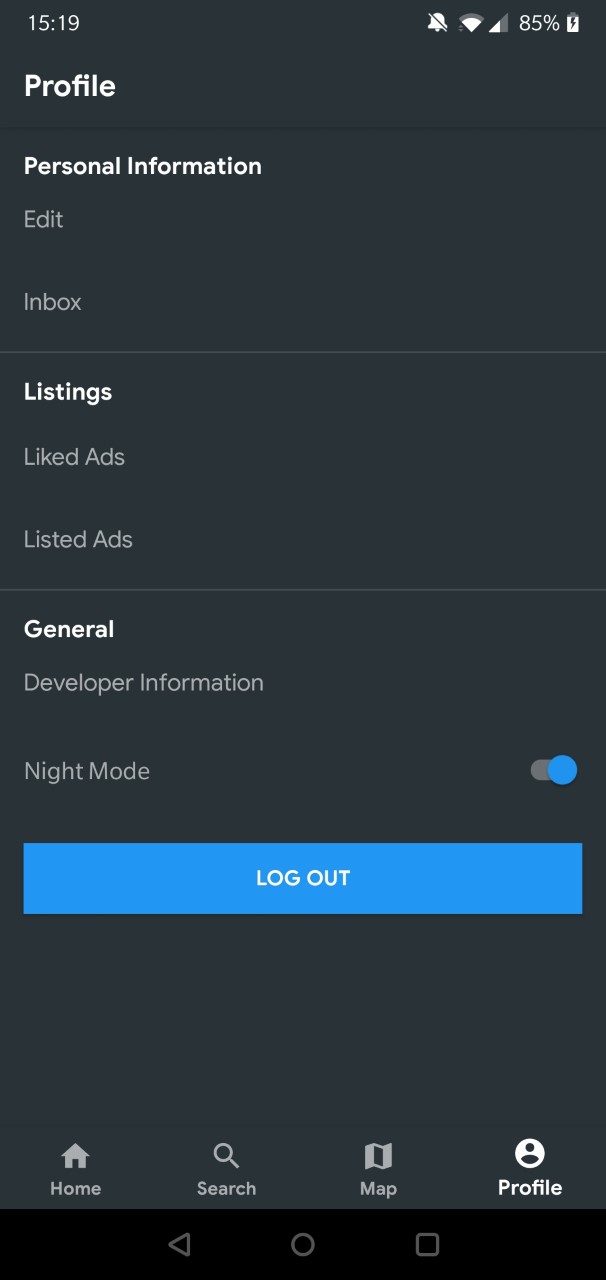 15:19 85%
Profile
Personal Information
Edit
Inbox
Listings
Liked Ads
Listed Ads
General
Developer Information
Night Mode
LOG OUT
Home Search Map Profile